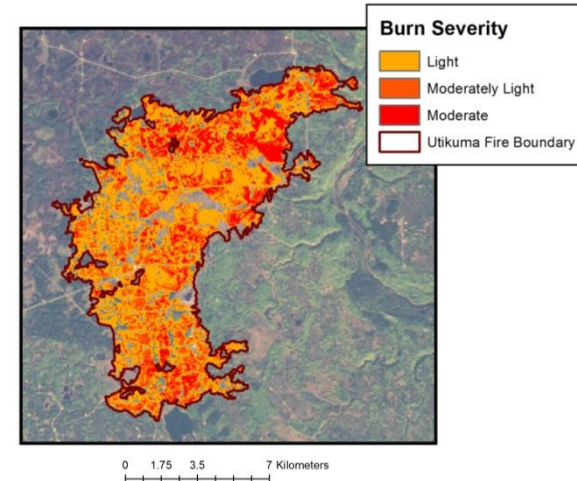 Burn Severity
Light
Moderately Light
Moderate
Utikuma Fire Boundary
0 1.75 3.5 7 Kilometers